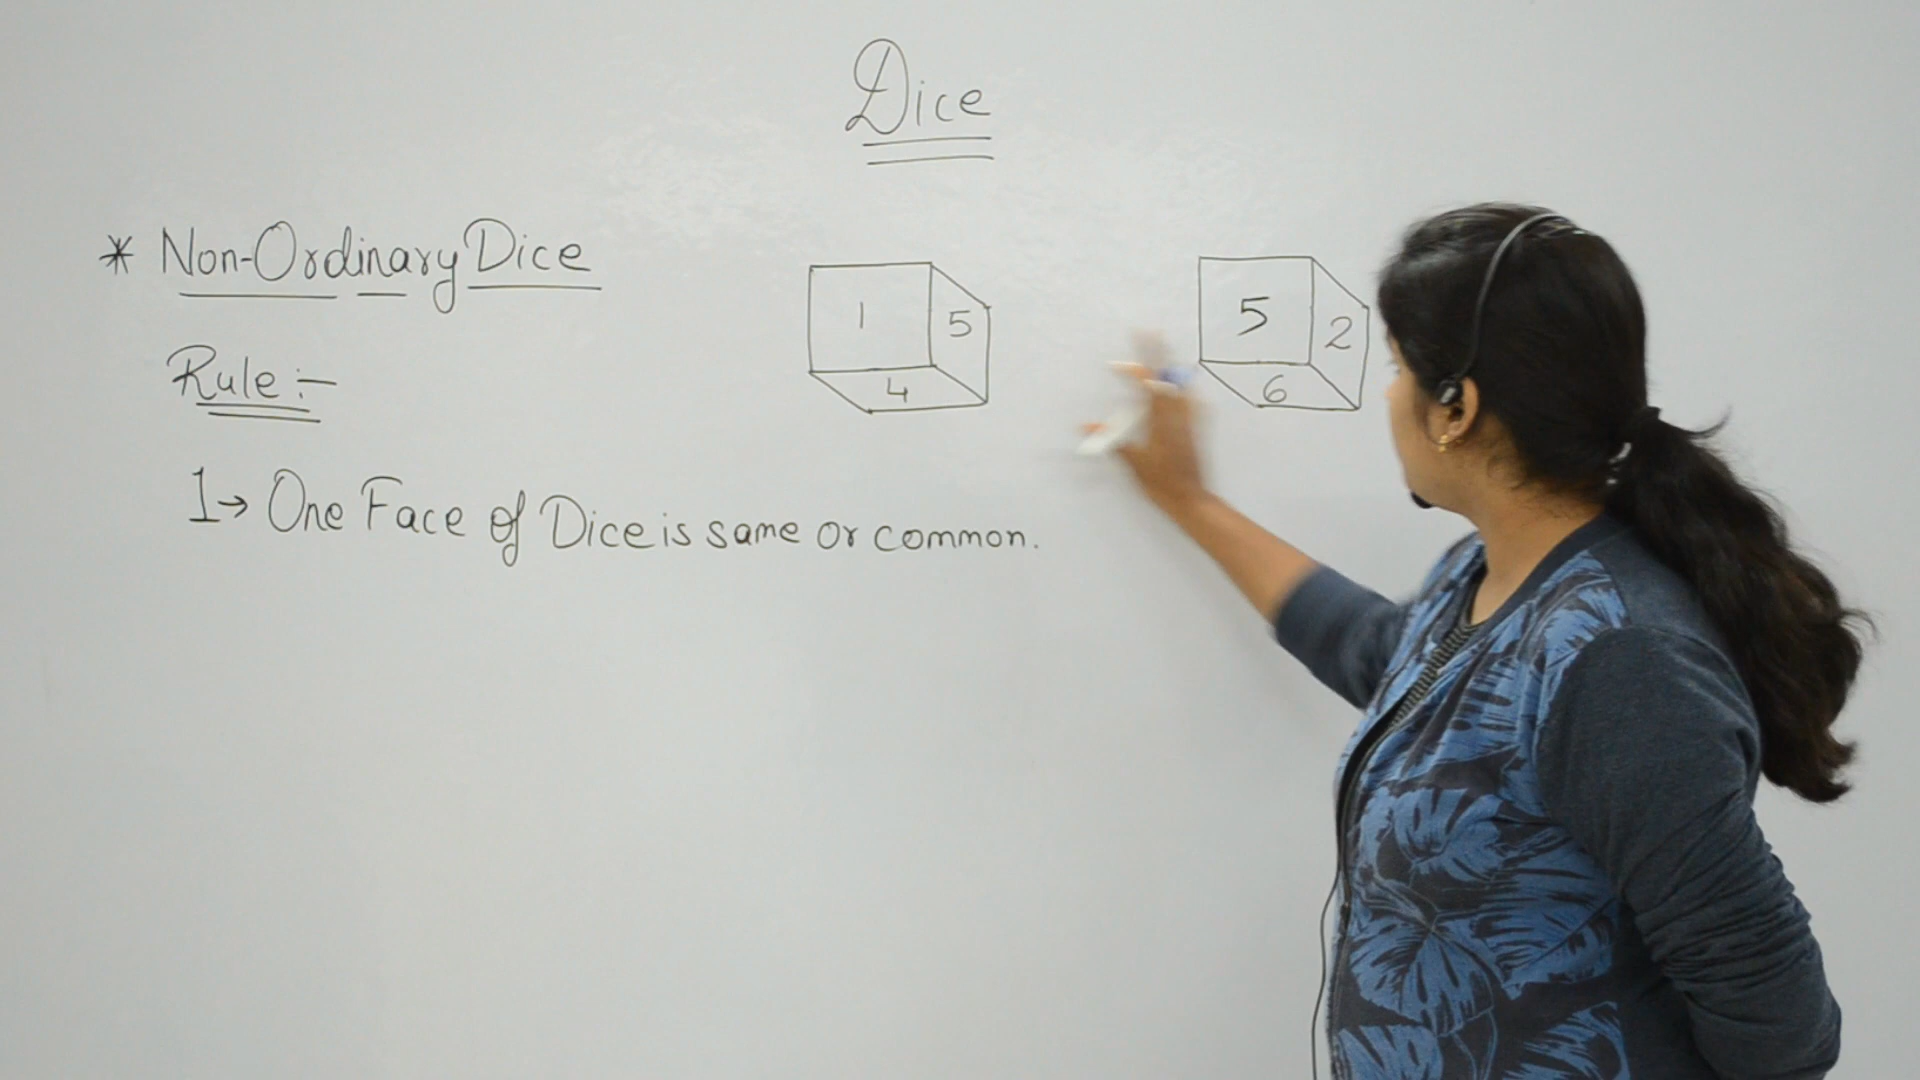 Dice
* Non-Ordinary Dice
Rule :-
1 5 4
5 2 6
1→ One Face of Dice is same or common.